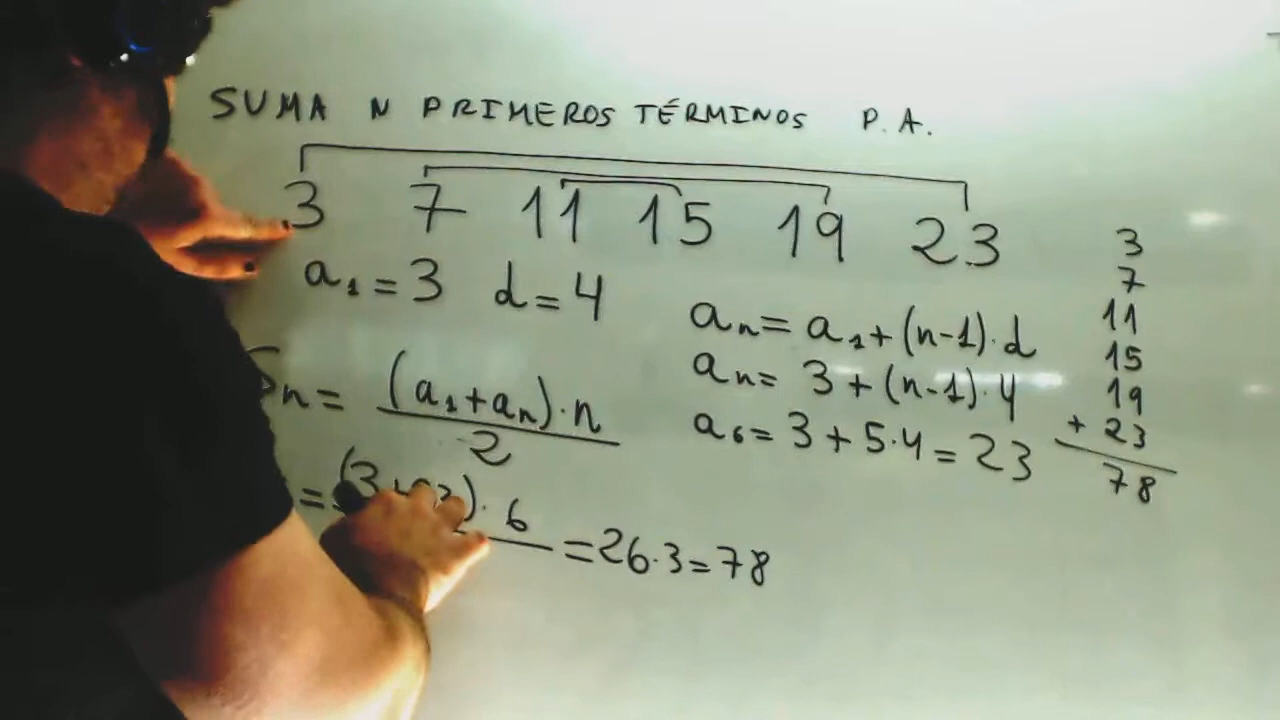 SUMA N PRIMEROS TÉRMINOS P.A.
3 7 11 15 19 23
a₁=3 d=4
Sn= (a₁+an)·n
2
= (3 ) · 6 =26·3=78
an= a₁+(n-1)·d
an= 3+(n-1)·4
a₆= 3+5·4=23
3
7
11
15
19
+ 23
78